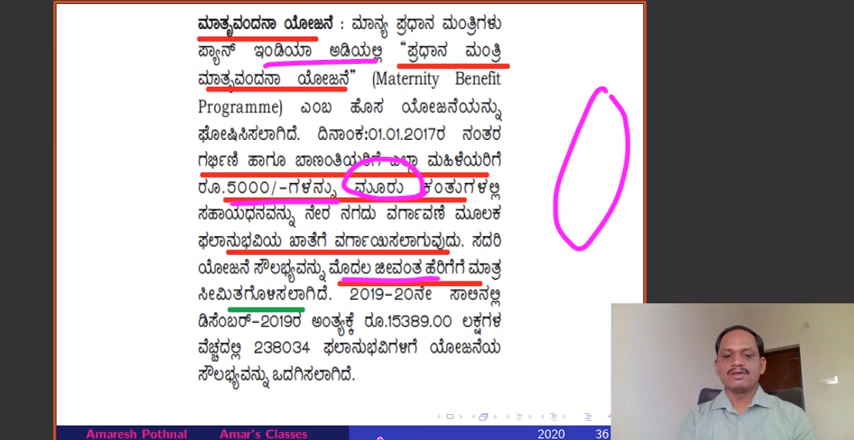 ಮಾತೃವಂದನಾ ಯೋಜನೆ : ಮಾನ್ಯ ಪ್ರಧಾನ ಮಂತ್ರಿಗಳು
ಪ್ಯಾನ್ ಇಂಡಿಯಾ ಅಡಿಯಲ್ಲಿ “ಪ್ರಧಾನ ಮಂತ್ರಿ
ಮಾತೃವಂದನಾ ಯೋಜನೆ” (Maternity Benefit
Programme) ಎಂಬ ಹೊಸ ಯೋಜನೆಯನ್ನು
ಘೋಷಿಸಿಸಲಾಗಿದೆ. ದಿನಾಂಕ:01.01.2017ರ ನಂತರ
ಗರ್ಭಿಣಿ ಹಾಗೂ ಬಾಣಂತಿಯರಿಗೆ ಎಲ್ಲಾ ಮಹಿಳೆಯರಿಗೆ
ರೂ.5000/-ಗಳನ್ನು ಮೂರು ಕಂತುಗಳಲ್ಲಿ
ಸಹಾಯಧನವನ್ನು ನೇರ ನಗದು ವರ್ಗಾವಣೆ ಮೂಲಕ
ಫಲಾನುಭವಿಯ ಖಾತೆಗೆ ವರ್ಗಾಯಿಸಲಾಗುವುದು. ಸದರಿ
ಯೋಜನೆ ಸೌಲಭ್ಯವನ್ನು ಮೊದಲ ಜೀವಂತ ಹೆರಿಗೆಗೆ ಮಾತ್ರ
ಸೀಮಿತಗೊಳಿಸಲಾಗಿದೆ. 2019-20ನೇ ಸಾಲಿನಲ್ಲಿ
ಡಿಸೆಂಬರ್-2019ರ ಅಂತ್ಯಕ್ಕೆ ರೂ.15389.00 ಲಕ್ಷಗಳ
ವೆಚ್ಚದಲ್ಲಿ 238034 ಫಲಾನುಭವಿಗಳಿಗೆ ಯೋಜನೆಯ
ಸೌಲಭ್ಯವನ್ನು ಒದಗಿಸಲಾಗಿದೆ.
Amaresh Pothnal Amar's Classes 2020 36